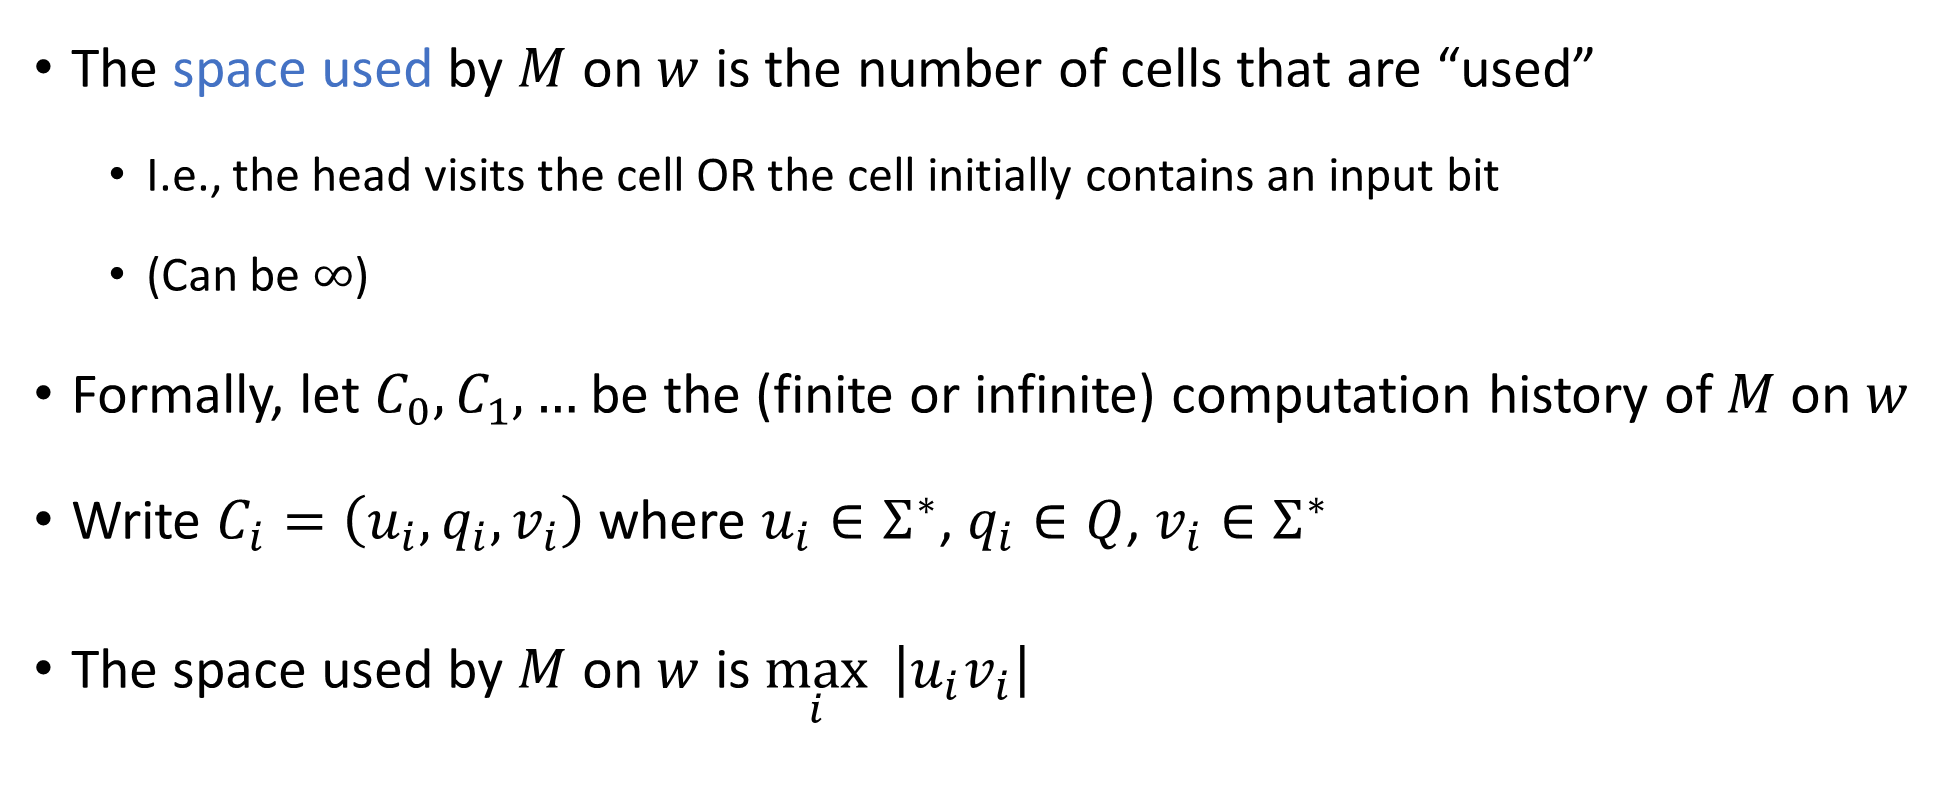 • The space used by 𝑀 on 𝑤 is the number of cells that are “used”
• I.e., the head visits the cell OR the cell initially contains an input bit
• (Can be ∞)
• Formally, let 𝐶₀, 𝐶₁, … be the (finite or infinite) computation history of 𝑀 on 𝑤
• Write 𝐶ᵢ = (𝑢ᵢ, 𝑞ᵢ, 𝑣ᵢ) where 𝑢ᵢ ∈ Σ*, 𝑞ᵢ ∈ 𝑄, 𝑣ᵢ ∈ Σ*
• The space used by 𝑀 on 𝑤 is max |𝑢ᵢ𝑣ᵢ|
𝑖